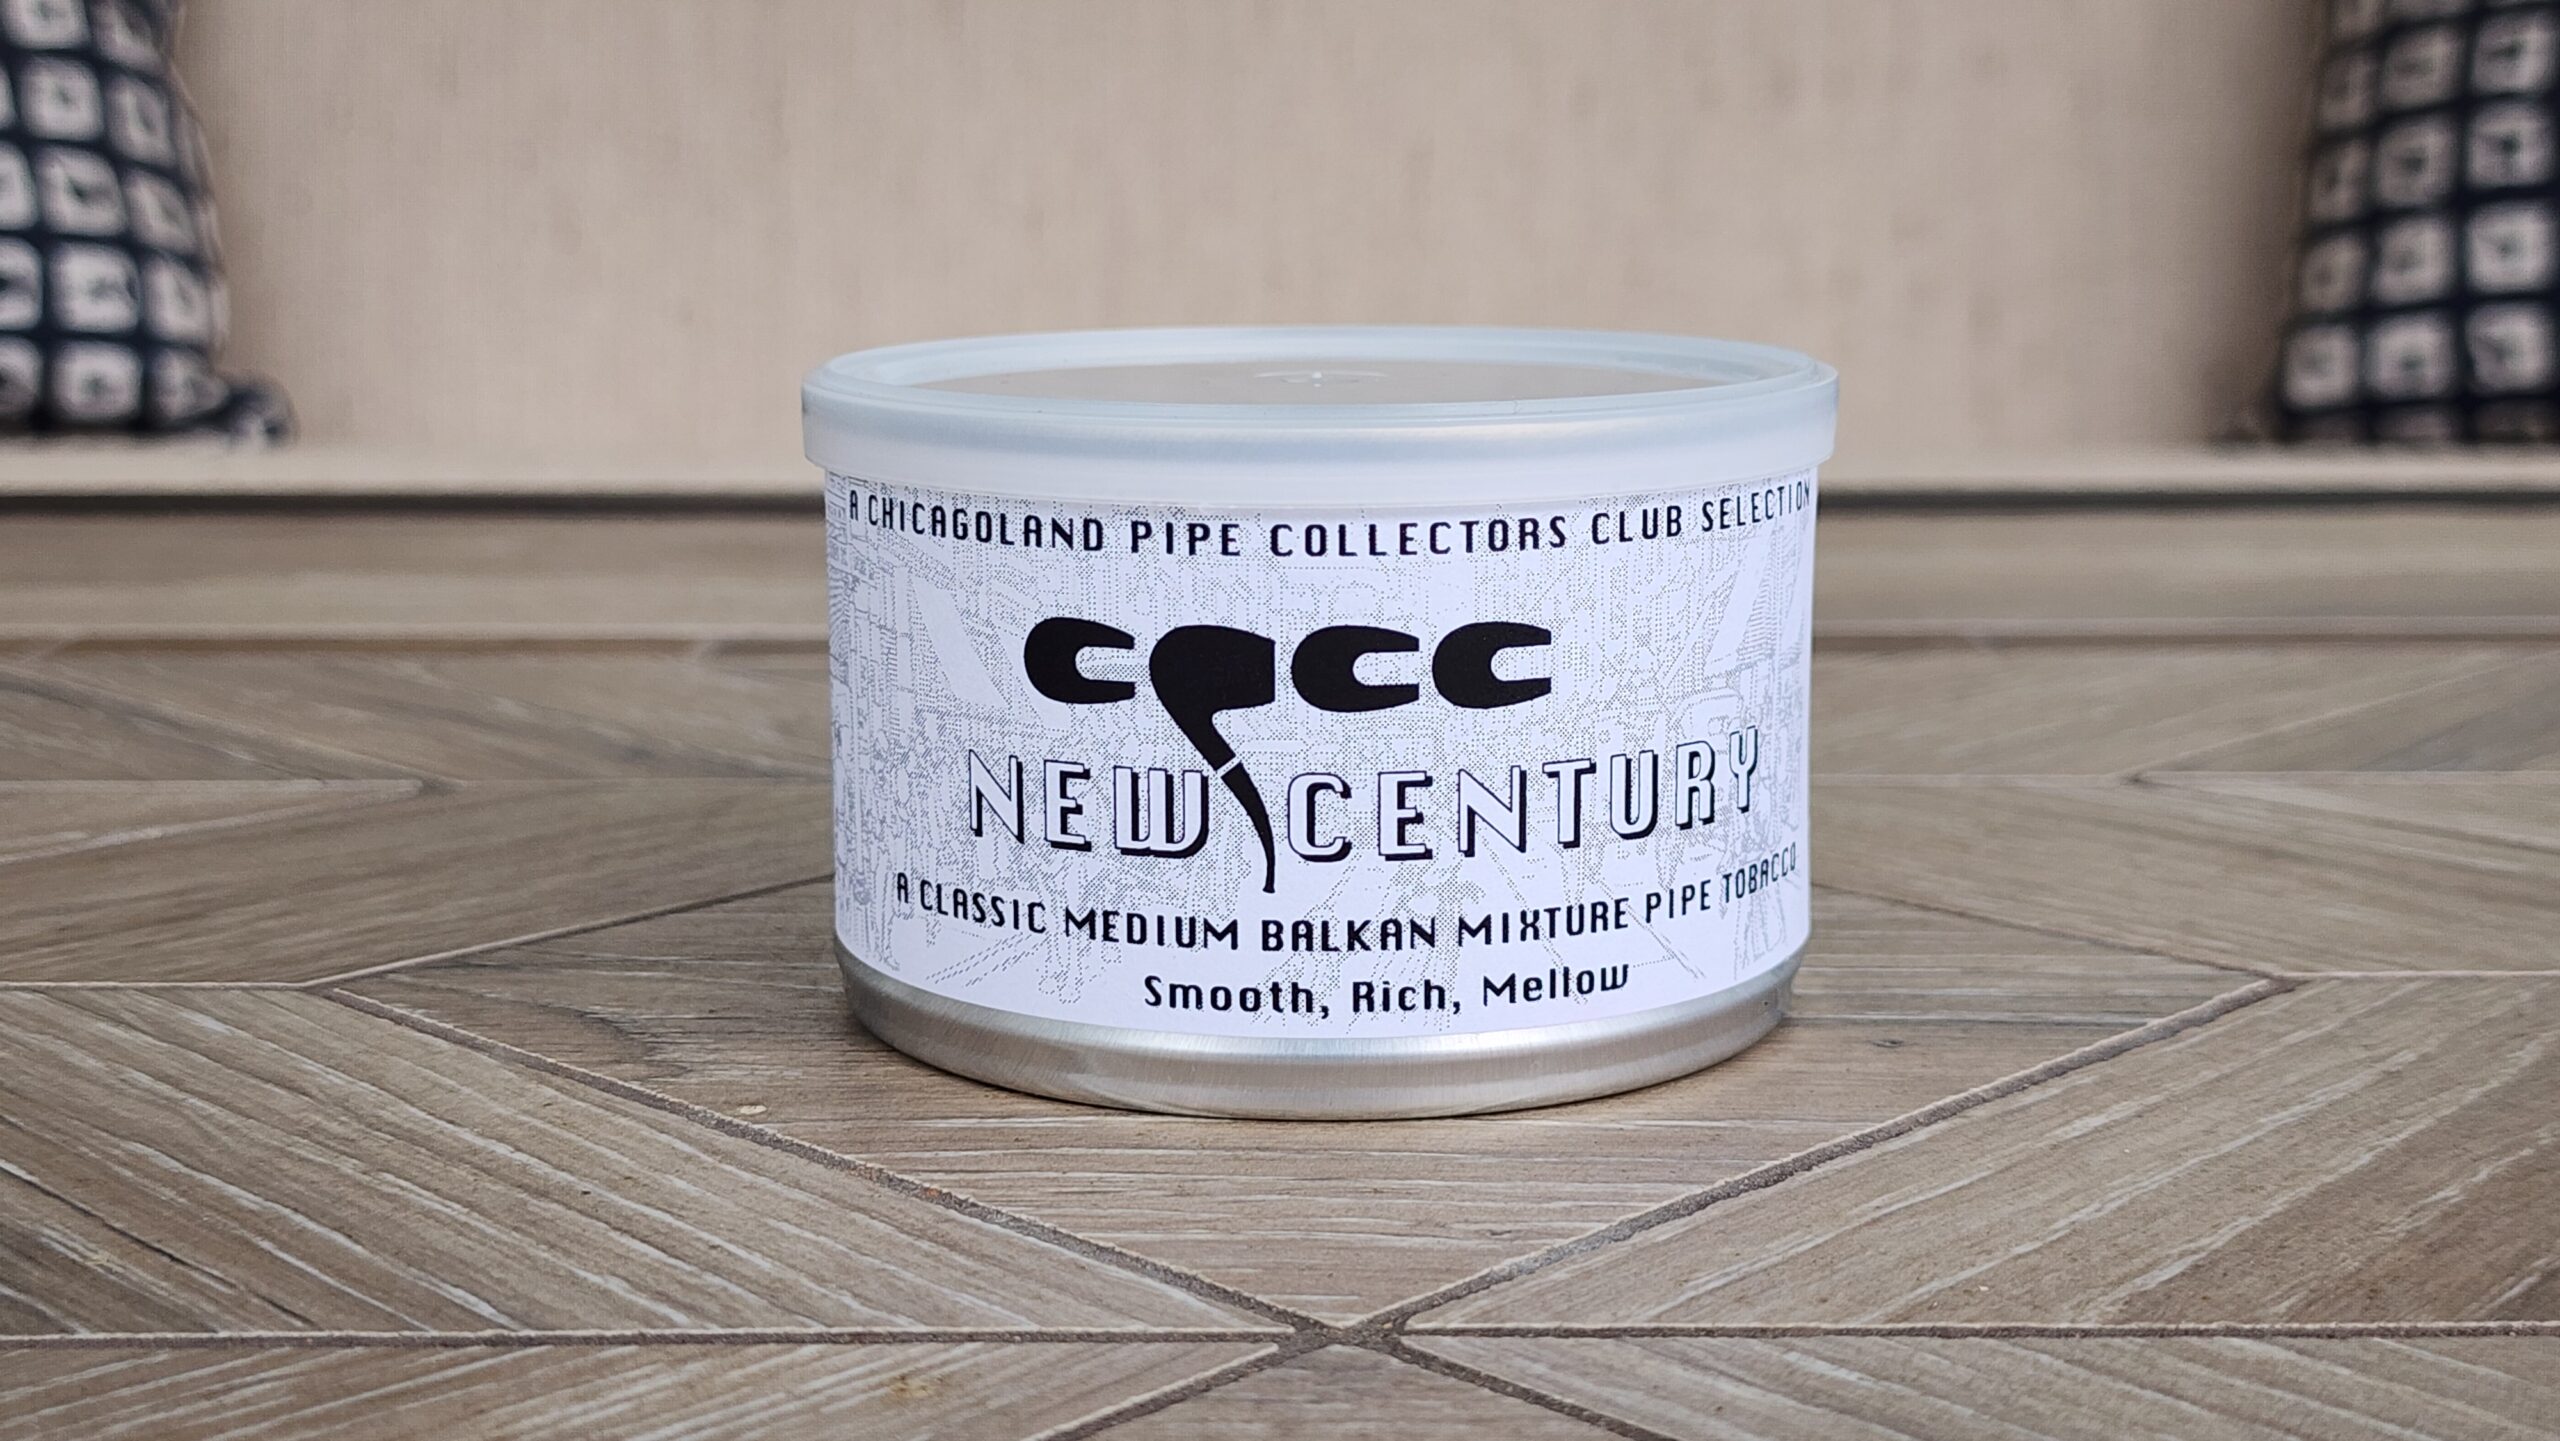 A CHICAGOLAND PIPE COLLECTORS CLUB SELECTION
cpcc
NEW CENTURY
A CLASSIC MEDIUM BALKAN MIXTURE PIPE TOBACCO
Smooth, Rich, Mellow